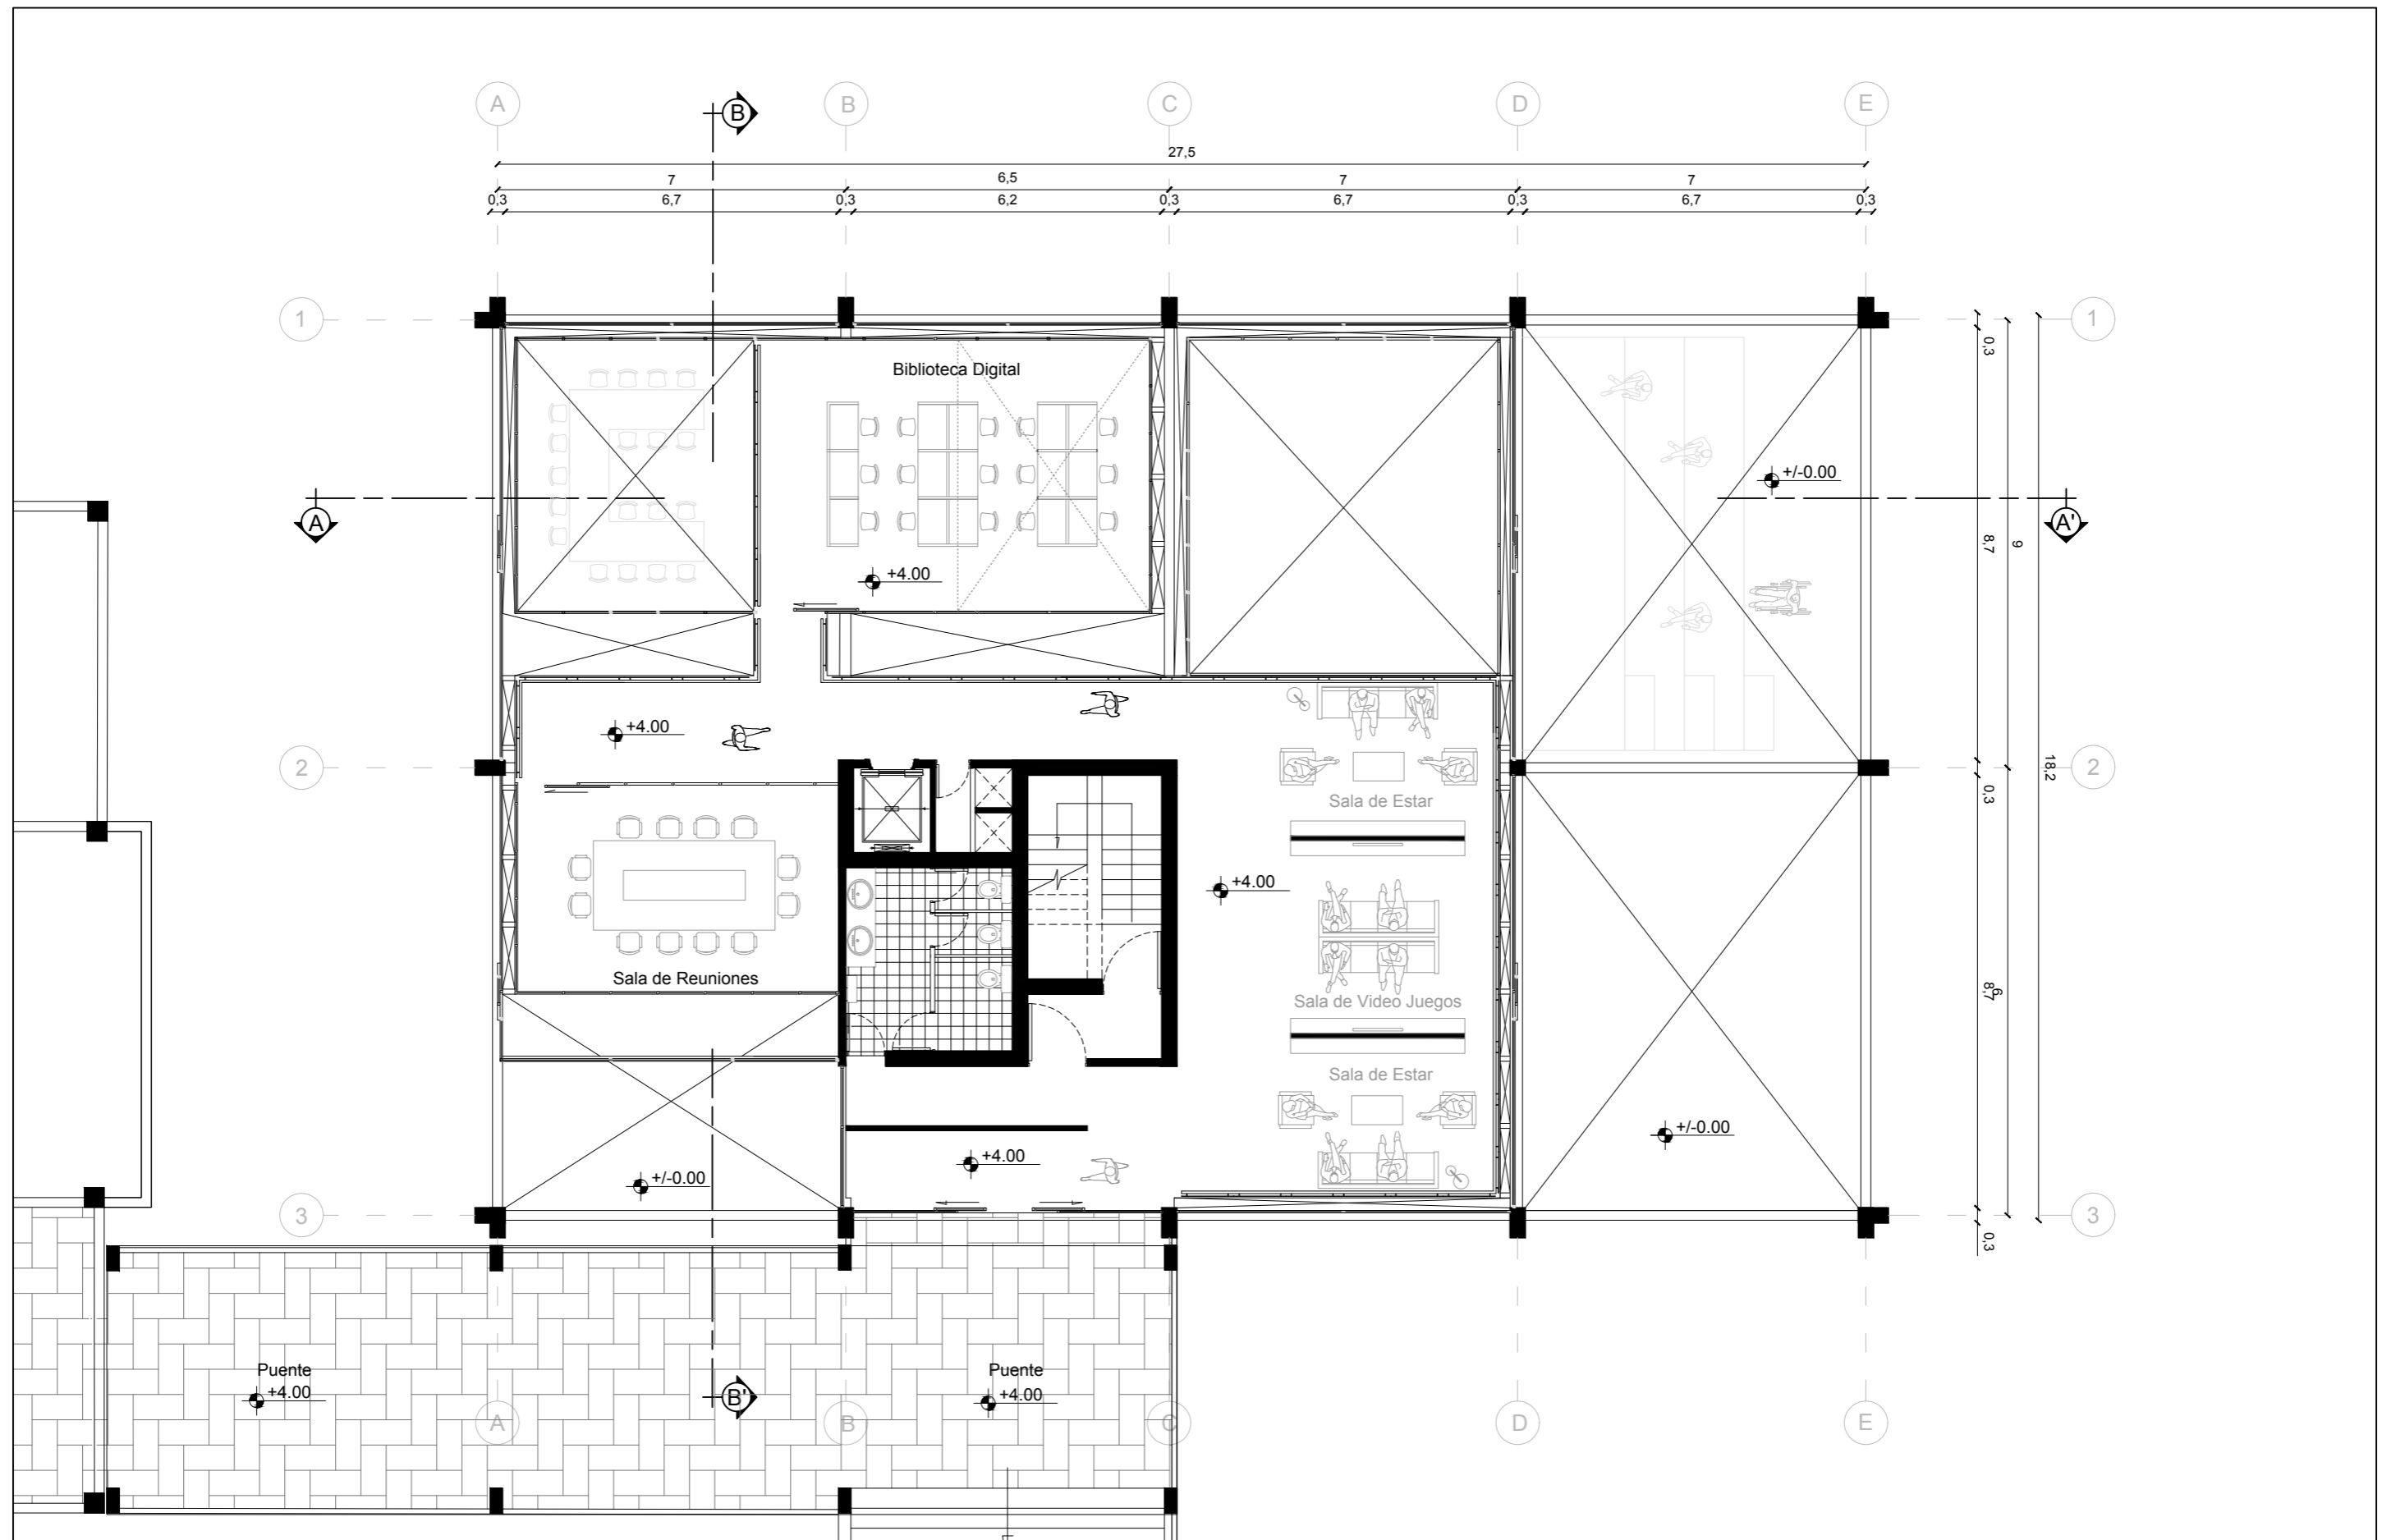 A B B C D E
27,5
7 6,5 7 7
0,3 6,7 0,3 6,2 0,3 6,7 0,3 6,7 0,3
1 1
0,3
Biblioteca Digital
+/-0.00
A A'
8,7 9
+4.00
+4.00
2 2
18,2
0,3
Sala de Estar
+4.00
Sala de Reuniones
Sala de Video Juegos
8,7 9
Sala de Estar
+/-0.00
+4.00
+/-0.00
3 3
0,3
Puente Puente
+4.00 +4.00
B'
A B C D E